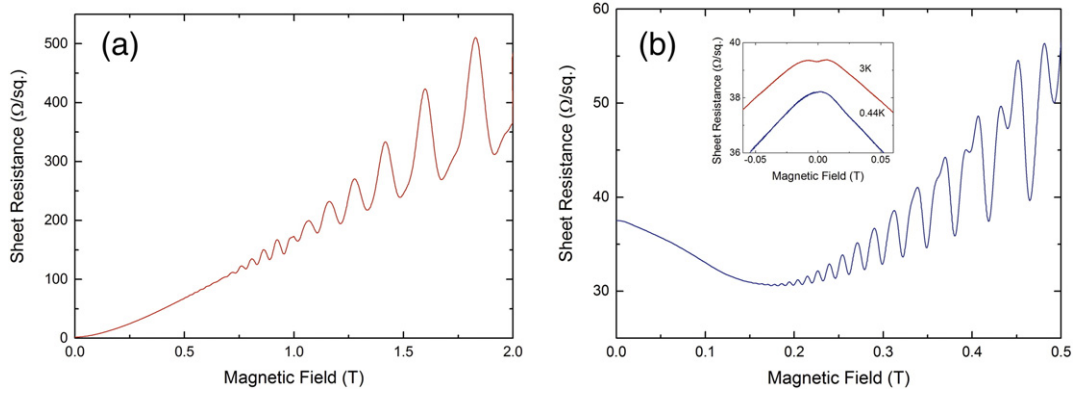 (a)
Sheet Resistance (Ω/sq.)
500
400
300
200
100
0
0.0 0.5 1.0 1.5 2.0
Magnetic Field (T)
(b)
Sheet Resistance (Ω/sq.)
60
50
40
30
0.0 0.1 0.2 0.3 0.4 0.5
Magnetic Field (T)
Sheet Resistance (Ω/sq.)
40
38
36
3K
0.44K
-0.05 0.00 0.05
Magnetic Field (T)